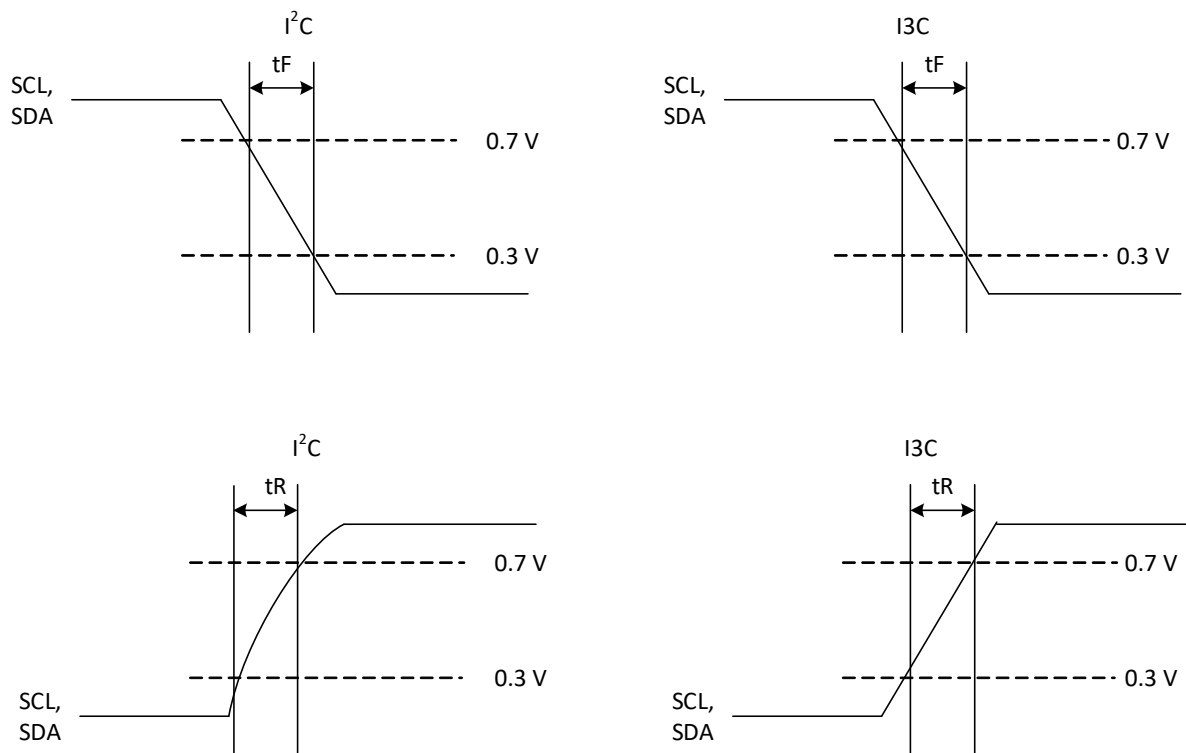 I²C
tF
SCL,
SDA
0.7 V
0.3 V
I3C
tF
SCL,
SDA
0.7 V
0.3 V
I²C
tR
0.7 V
0.3 V
SCL,
SDA
I3C
tR
0.7 V
0.3 V
SCL,
SDA